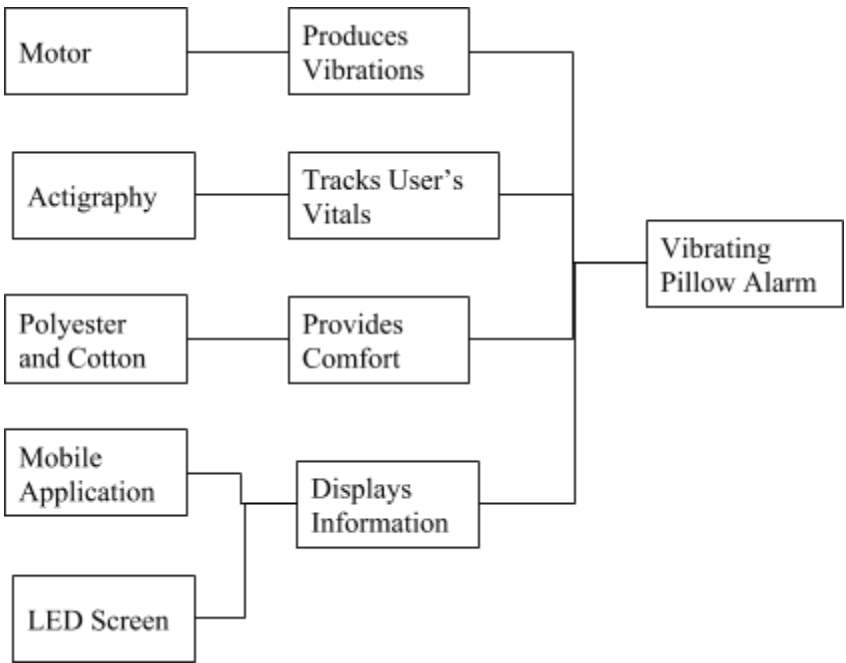 Motor
Produces
Vibrations
Actigraphy
Tracks User's
Vitals
Vibrating
Pillow Alarm
Polyester
and Cotton
Provides
Comfort
Mobile
Application
Displays
Information
LED Screen